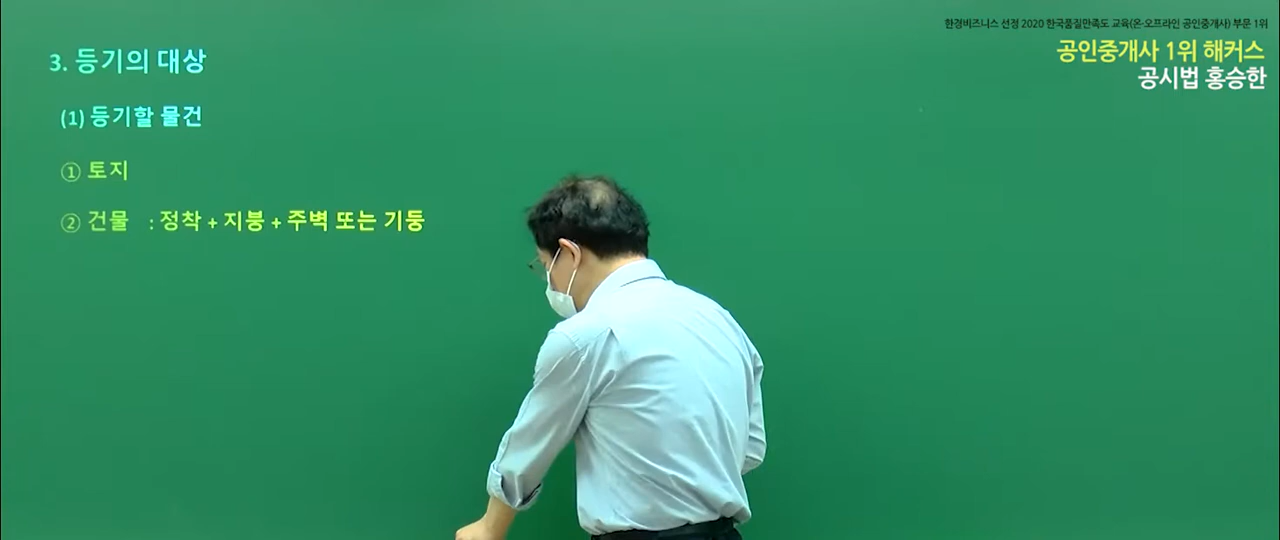 한경비즈니스 선정 2020 한국품질만족도 교육(온·오프라인 공인중개사) 부문 1위
공인중개사 1위 해커스
공시법 홍승한
3. 등기의 대상
(1) 등기할 물건
① 토지
② 건물 : 정착 + 지붕 + 주벽 또는 기둥